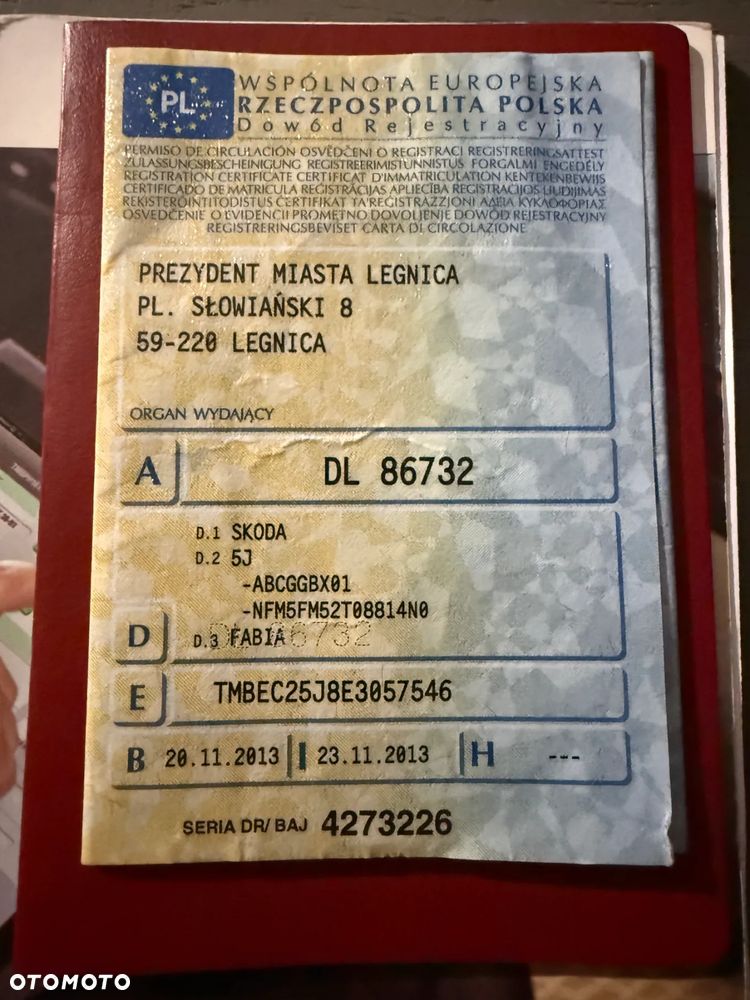 PL
WSPÓLNOTA EUROPEJSKA
RZECZPOSPOLITA POLSKA
Dowód Rejestracyjny
PERMISO DE CIRCULACIÓN OSVĚDČENÍ O REGISTRACI REGISTRERINGSATTEST
ZULASSUNGSBESCHEINIGUNG REGISTREERIMISTUNNISTUS FORGALMI ENGEDÉLY
REGISTRATION CERTIFICATE CERTIFICAT D'IMMATRICULATION KENTEKENBEWIJS
CERTIFICADO DE MATRICULA REĢISTRĀCIJAS APLIECĪBA REGISTRACIJOS LIUDIJIMAS
REKISTERÖINTITODISTUS ĊERTIFIKAT TA'REĠISTRAZZJONI ΑΔΕΙΑ ΚΥΚΛΟΦΟΡΙΑΣ
OSVEDČENIE O EVIDENCII PROMETNO DOVOLJENJE DOWÓD REJESTRACYJNY
REGISTRERINGSBEVISET CARTA DI CIRCOLAZIONE
PREZYDENT MIASTA LEGNICA
PL. SŁOWIAŃSKI 8
59-220 LEGNICA
ORGAN WYDAJĄCY
A DL 86732
D.1 SKODA
D.2 5J
-ABCGGBX01
-NFM5FM52T08814N0
D D.3 FABIA
DL 86732
E TMBEC25J8E3057546
B 20.11.2013 I 23.11.2013 H ---
SERIA DR/BAJ 4273226
OTOMOTO